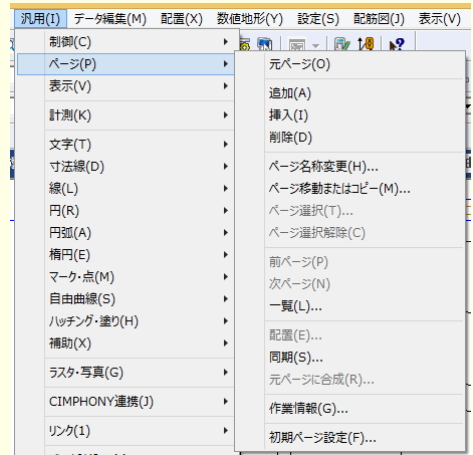 汎用(I) データ編集(M) 配置(X) 数値地形(Y) 設定(S) 配筋図(J) 表示(V)
制御(C)
ページ(P)
表示(V)
計測(K)
文字(T)
寸法線(D)
線(L)
円(R)
円弧(A)
楕円(E)
マーク・点(M)
自由曲線(S)
ハッチング・塗り(H)
補助(X)
ラスタ・写真(G)
CIMPHONY連携(J)
リンク(1)
元ページ(O)
追加(A)
挿入(I)
削除(D)
ページ名称変更(H)...
ページ移動またはコピー(M)...
ページ選択(T)...
ページ選択解除(C)
前ページ(P)
次ページ(N)
一覧(L)...
配置(E)...
同期(S)...
元ページに合成(R)...
作業情報(G)...
初期ページ設定(F)...